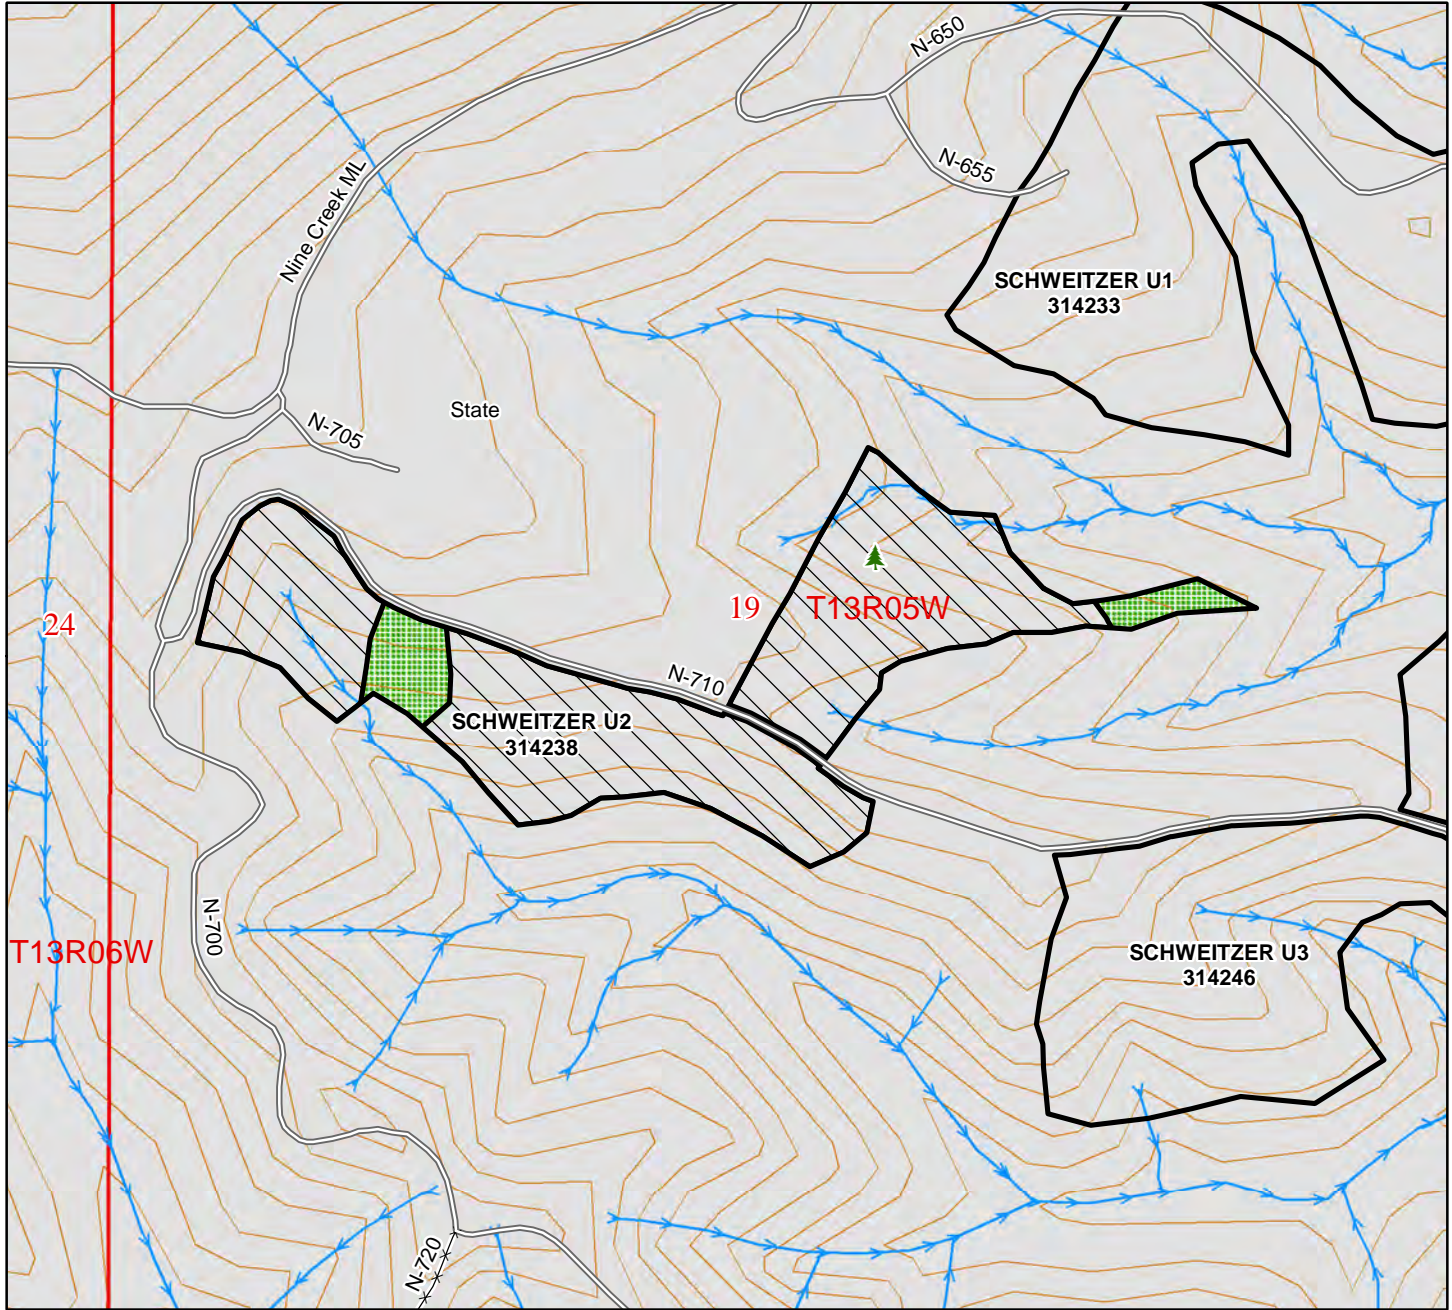 N-650
N-655
Nine Creek ML
SCHWEITZER U1
314233
State
N-705
19
T13R05W
24
N-710
SCHWEITZER U2
314238
N-700
T13R06W
SCHWEITZER U3
314246
N-720